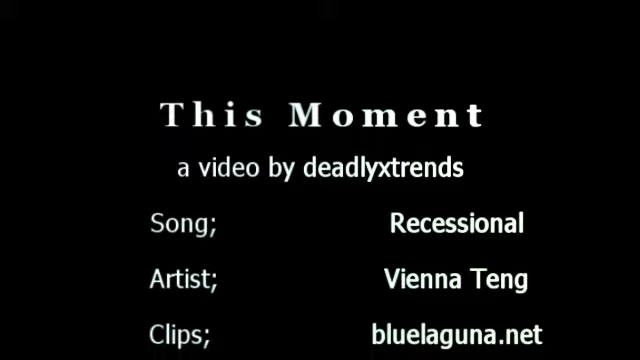 This Moment
a video by deadlyxtrends
Song; Recessional
Artist; Vienna Teng
Clips; bluelaguna.net